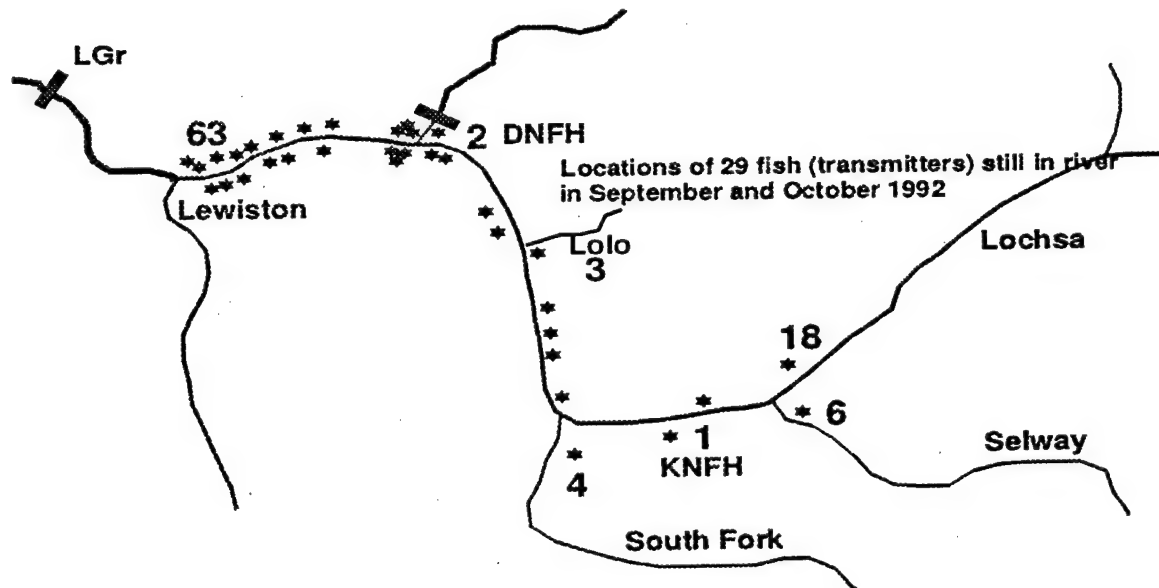 LGr
63
2 DNFH
Locations of 29 fish (transmitters) still in river
in September and October 1992
Lewiston
Lolo
3
Lochsa
18
6
1
KNFH
Selway
4
South Fork